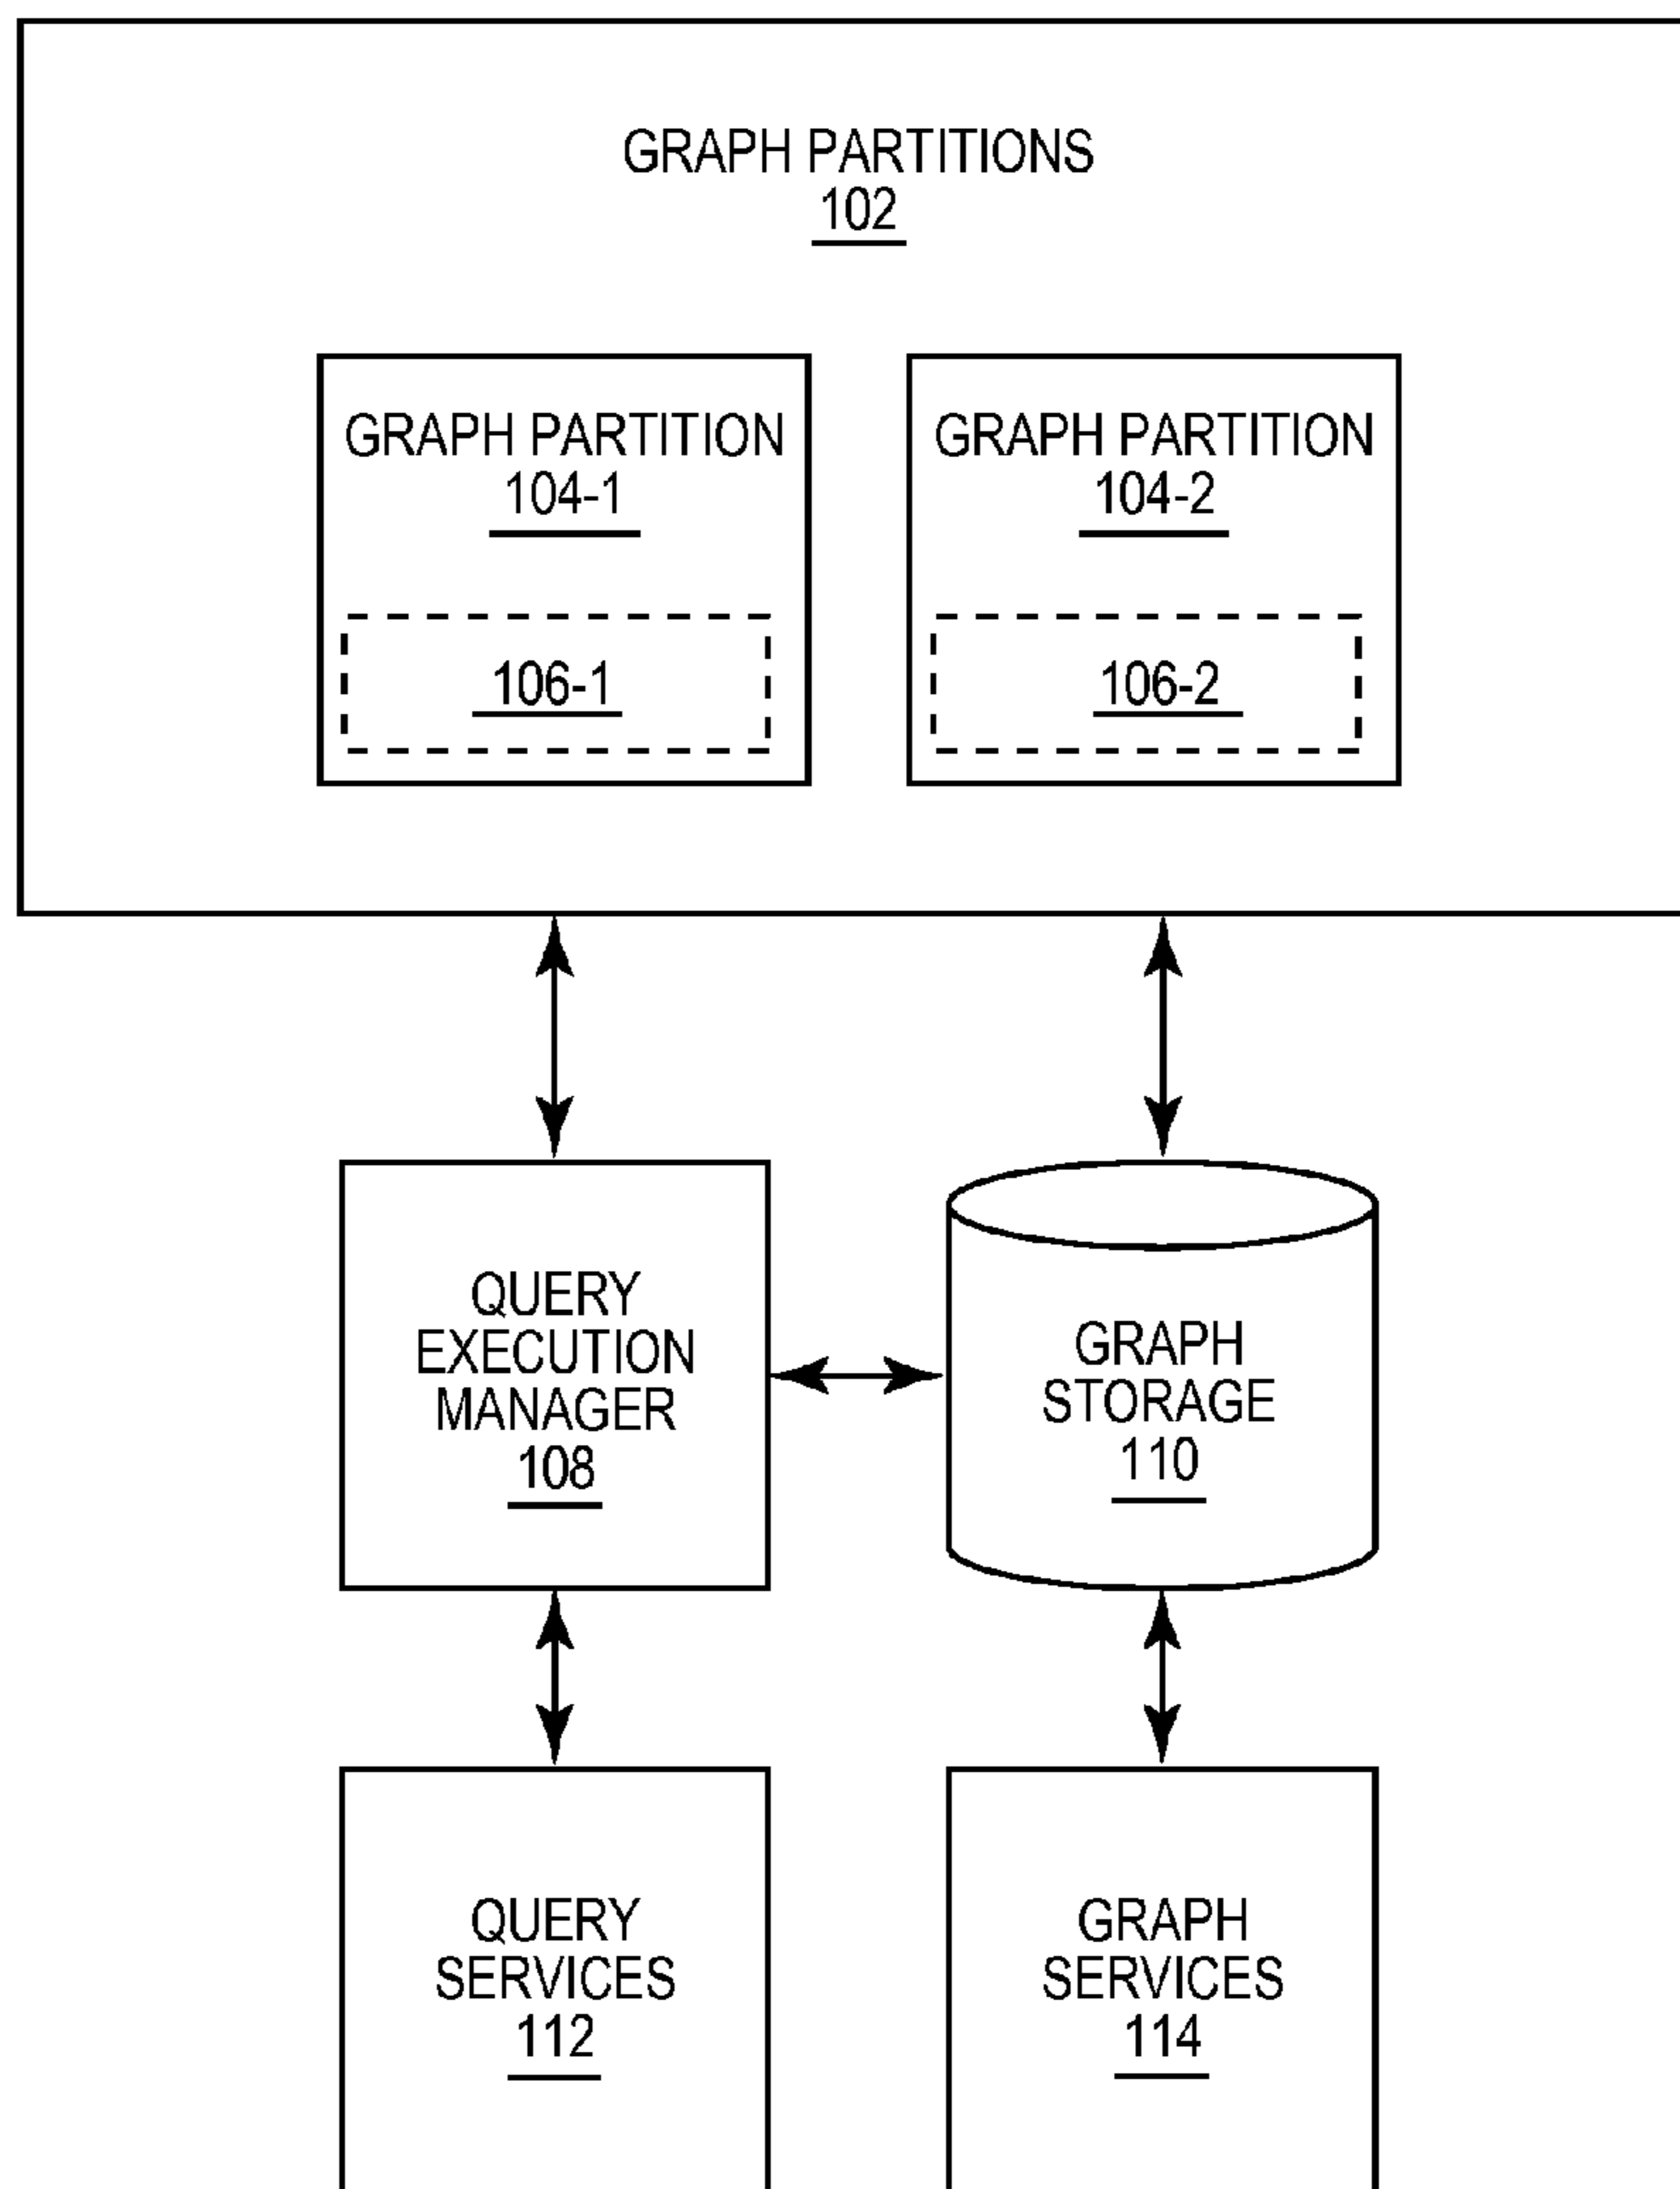 GRAPH PARTITIONS
102
GRAPH PARTITION
104-1
106-1
GRAPH PARTITION
104-2
106-2
QUERY
EXECUTION
MANAGER
108
GRAPH
STORAGE
110
QUERY
SERVICES
112
GRAPH
SERVICES
114